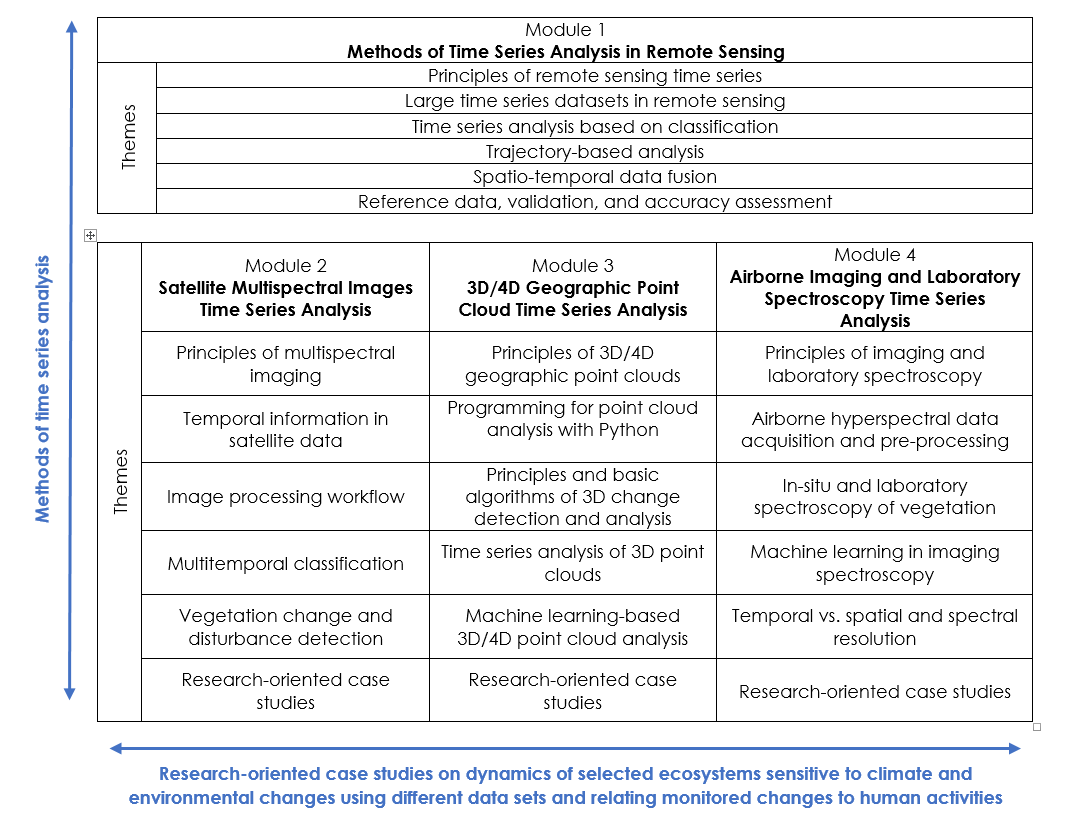 Module 1
Methods of Time Series Analysis in Remote Sensing
Themes
Principles of remote sensing time series
Large time series datasets in remote sensing
Time series analysis based on classification
Trajectory-based analysis
Spatio-temporal data fusion
Reference data, validation, and accuracy assessment
Methods of time series analysis
Themes
Module 2
Satellite Multispectral Images
Time Series Analysis
Module 3
3D/4D Geographic Point
Cloud Time Series Analysis
Module 4
Airborne Imaging and Laboratory
Spectroscopy Time Series
Analysis
Principles of multispectral
imaging
Principles of 3D/4D
geographic point clouds
Principles of imaging and
laboratory spectroscopy
Temporal information in
satellite data
Programming for point cloud
analysis with Python
Airborne hyperspectral data
acquisition and pre-processing
Image processing workflow
Principles and basic
algorithms of 3D change
detection and analysis
In-situ and laboratory
spectroscopy of vegetation
Multitemporal classification
Time series analysis of 3D point
clouds
Machine learning in imaging
spectroscopy
Vegetation change and
disturbance detection
Machine learning-based
3D/4D point cloud analysis
Temporal vs. spatial and spectral
resolution
Research-oriented case
studies
Research-oriented case
studies
Research-oriented case studies
Research-oriented case studies on dynamics of selected ecosystems sensitive to climate and
environmental changes using different data sets and relating monitored changes to human activities